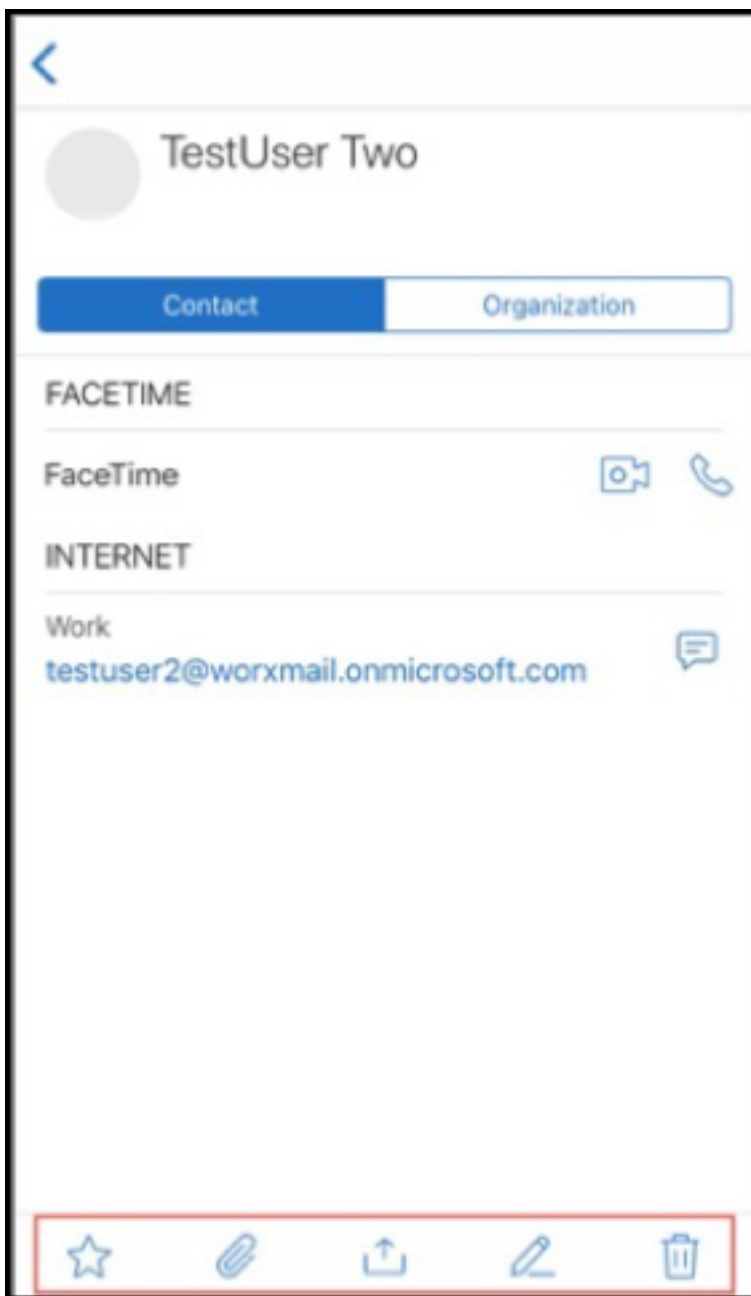 TestUser Two
Contact Organization
FACETIME
FaceTime
INTERNET
Work
testuser2@worxmail.onmicrosoft.com